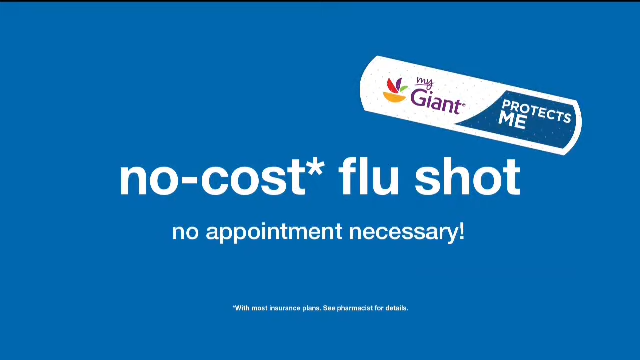 my
Giant
PROTECTS
ME
no-cost* flu shot
no appointment necessary!
*With most insurance plans. See pharmacist for details.